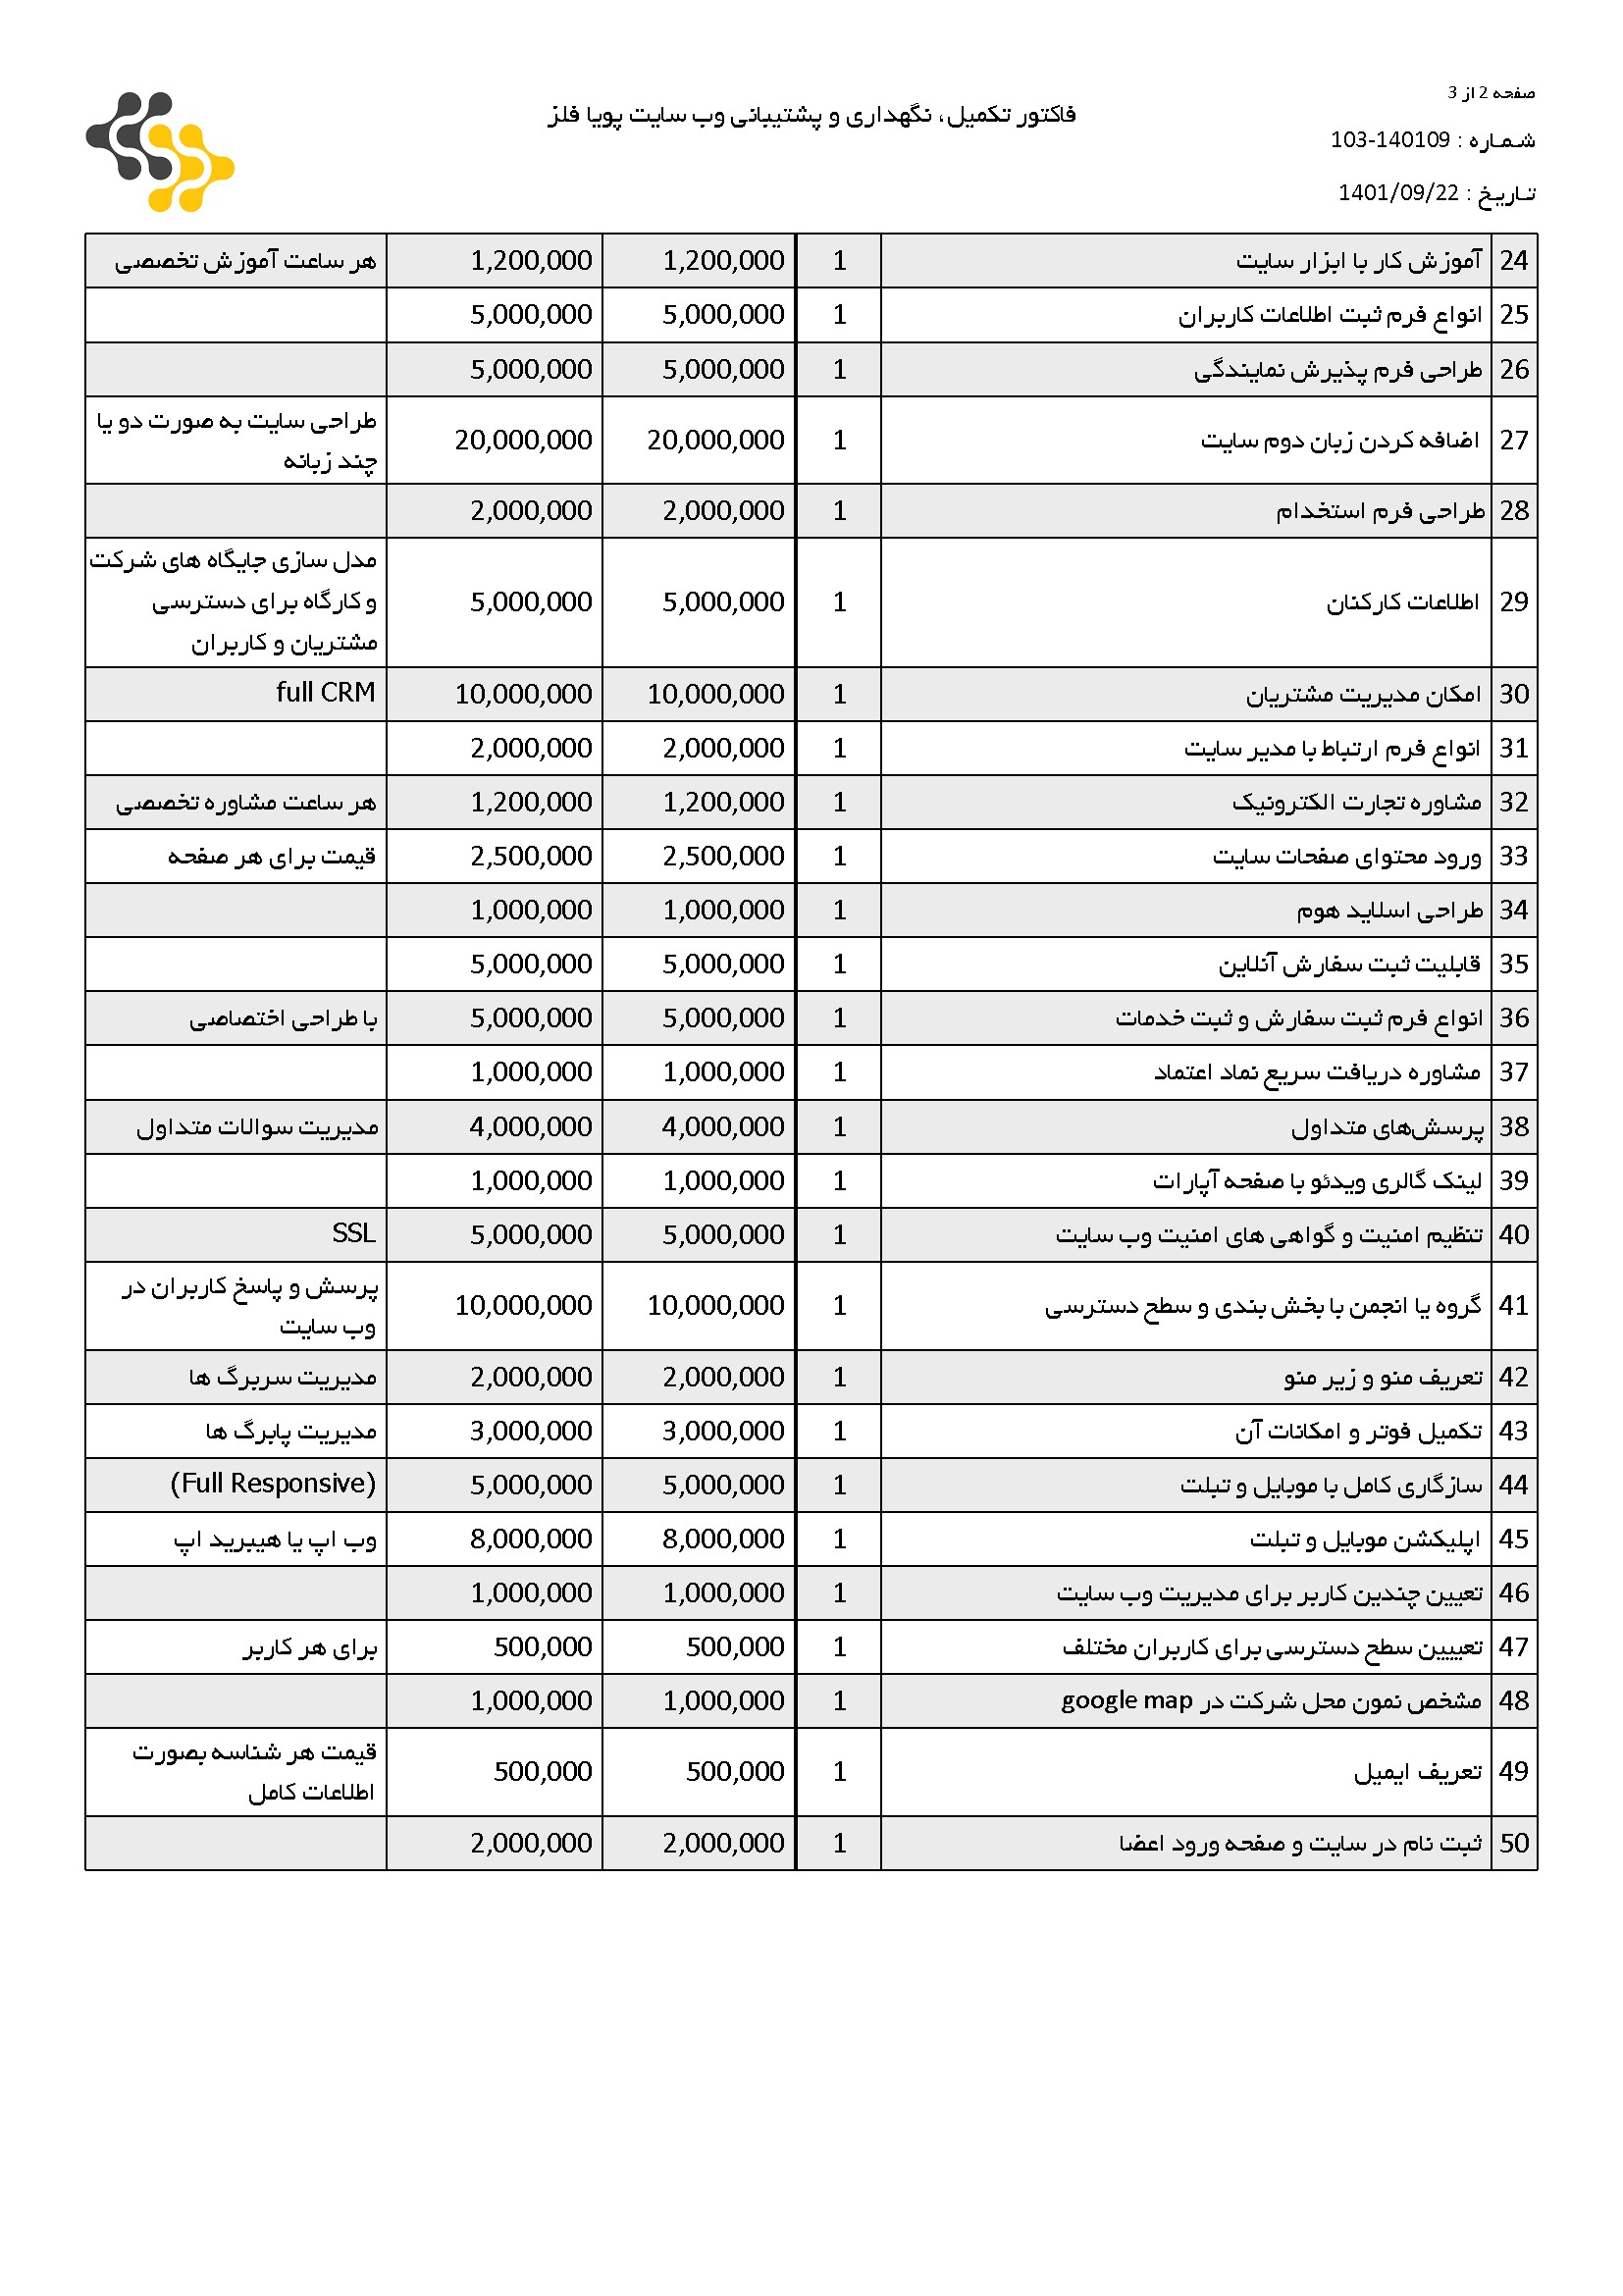 صفحه 2 از 3
فاکتور تکمیل، نگهداری و پشتیبانی وب سایت پویا فلز
شماره : 103-140109
تاریخ : 1401/09/22
24 آموزش کار با ابزار سایت 1 1,200,000 1,200,000 هر ساعت آموزش تخصصی
25 انواع فرم ثبت اطلاعات کاربران 1 5,000,000 5,000,000
26 طراحی فرم پذیرش نمایندگی 1 5,000,000 5,000,000
27 اضافه کردن زبان دوم سایت 1 20,000,000 20,000,000 طراحی سایت به صورت دو یا
چند زبانه
28 طراحی فرم استخدام 1 2,000,000 2,000,000
29 اطلاعات کارکنان 1 5,000,000 5,000,000 مدل سازی جایگاه های شرکت
و کارگاه برای دسترسی
مشتریان و کاربران
30 امکان مدیریت مشتریان 1 10,000,000 10,000,000 full CRM
31 انواع فرم ارتباط با مدیر سایت 1 2,000,000 2,000,000
32 مشاوره تجارت الکترونیک 1 1,200,000 1,200,000 هر ساعت مشاوره تخصصی
33 ورود محتوای صفحات سایت 1 2,500,000 2,500,000 قیمت برای هر صفحه
34 طراحی اسلاید هوم 1 1,000,000 1,000,000
35 قابلیت ثبت سفارش آنلاین 1 5,000,000 5,000,000
36 انواع فرم ثبت سفارش و ثبت خدمات 1 5,000,000 5,000,000 با طراحی اختصاصی
37 مشاوره دریافت سریع نماد اعتماد 1 1,000,000 1,000,000
38 پرسش‌های متداول 1 4,000,000 4,000,000 مدیریت سوالات متداول
39 لینک گالری ویدئو با صفحه آپارات 1 1,000,000 1,000,000
40 تنظیم امنیت و گواهی های امنیت وب سایت 1 5,000,000 5,000,000 SSL
41 گروه یا انجمن با بخش بندی و سطح دسترسی 1 10,000,000 10,000,000 پرسش و پاسخ کاربران در
وب سایت
42 تعریف منو و زیر منو 1 2,000,000 2,000,000 مدیریت سربرگ ها
43 تکمیل فوتر و امکانات آن 1 3,000,000 3,000,000 مدیریت پابرگ ها
44 سازگاری کامل با موبایل و تبلت 1 5,000,000 5,000,000 (Full Responsive)
45 اپلیکشن موبایل و تبلت 1 8,000,000 8,000,000 وب اپ یا هیبرید اپ
46 تعیین چندین کاربر برای مدیریت وب سایت 1 1,000,000 1,000,000
47 تعییین سطح دسترسی برای کاربران مختلف 1 500,000 500,000 برای هر کاربر
48 مشخص نمون محل شرکت در google map 1 1,000,000 1,000,000
49 تعریف ایمیل 1 500,000 500,000 قیمت هر شناسه بصورت
اطلاعات کامل
50 ثبت نام در سایت و صفحه ورود اعضا 1 2,000,000 2,000,000